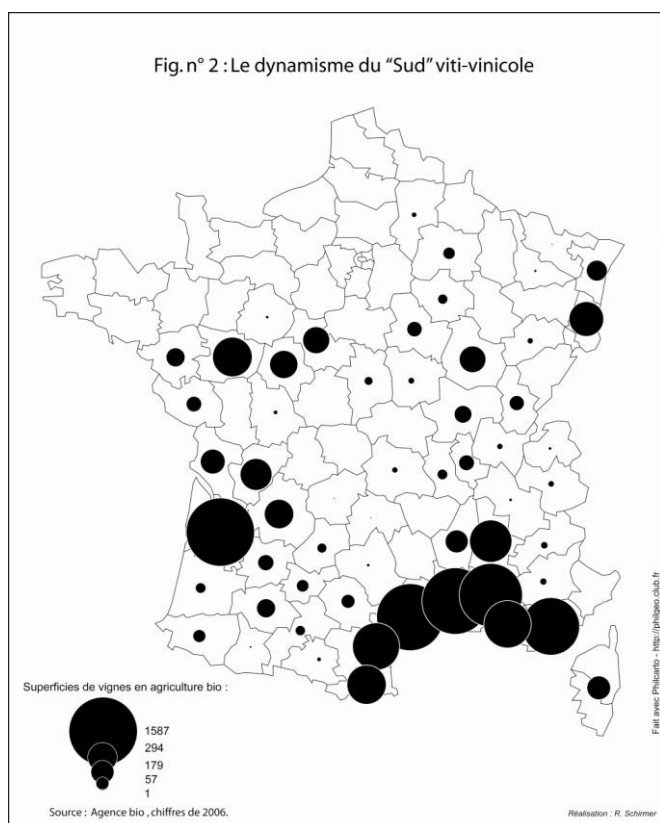 Fig. n° 2 : Le dynamisme du "Sud" viti-vinicole
Superficies de vignes en agriculture bio :
1587
294
179
57
1
Source : Agence bio , chiffres de 2006.
Réalisation : R. Schirmer
Fait avec Philcarto - http://philgeo.club.fr